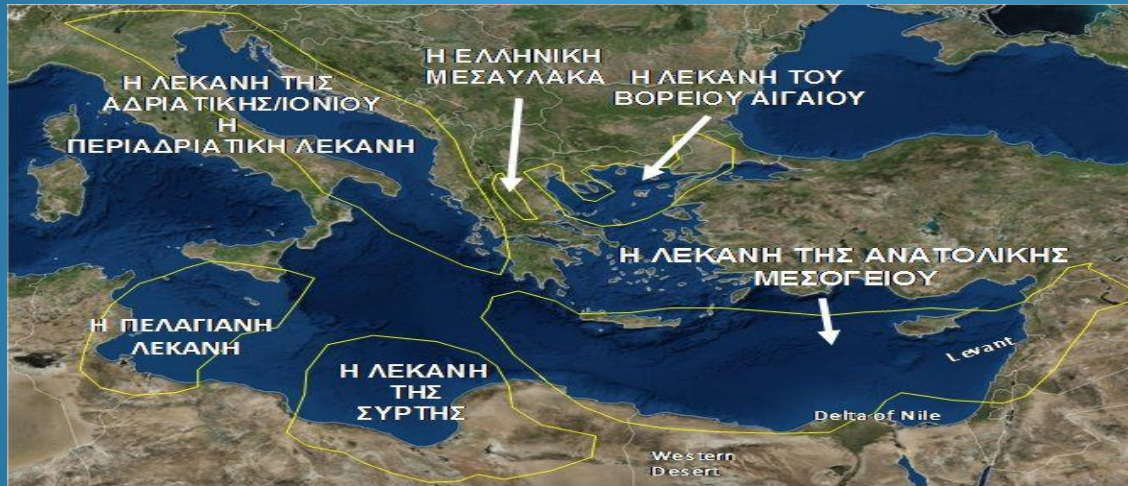 Η ΕΛΛΗΝΙΚΗ
ΜΕΣΑΥΛΑΚΑ
Η ΛΕΚΑΝΗ ΤΟΥ
ΒΟΡΕΙΟΥ ΑΙΓΑΙΟΥ
Η ΛΕΚΑΝΗ ΤΗΣ
ΑΔΡΙΑΤΙΚΗΣ/ΙΟΝΙΟΥ
Η
ΠΕΡΙΑΔΡΙΑΤΙΚΗ ΛΕΚΑΝΗ
Η ΛΕΚΑΝΗ ΤΗΣ ΑΝΑΤΟΛΙΚΗΣ
ΜΕΣΟΓΕΙΟΥ
Η ΠΕΛΑΓΙΑΝΗ
ΛΕΚΑΝΗ
Η ΛΕΚΑΝΗ
ΤΗΣ
ΣΥΡΤΗΣ
Levant
Delta of Nile
Western
Desert